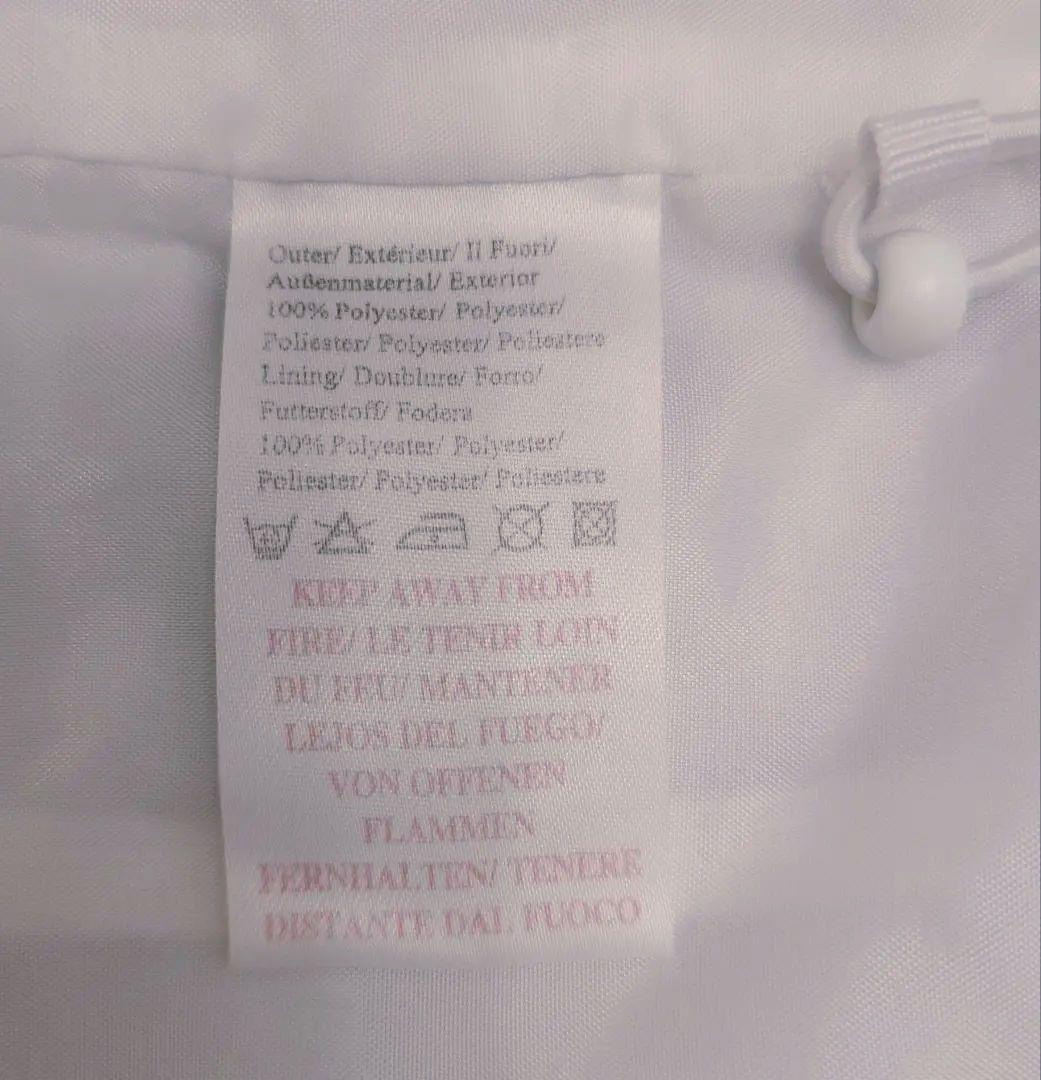 Outer/ Extérieur/ Il Fuori/
Außenmaterial/ Exterior
100% Polyester/ Polyester/
Poliester/ Polyester/ Poliestere
Lining/ Doublure/ Forro/
Futterstoff/ Fodera
100% Polyester/ Polyester/
Poliester/ Polyester/ Poliestere
KEEP AWAY FROM
FIRE/ LE TENIR LOIN
DU FEU/ MANTENER
LEJOS DEL FUEGO/
VON OFFENEN
FLAMMEN
FERNHALTEN/ TENERE
DISTANTE DAL FUOCO